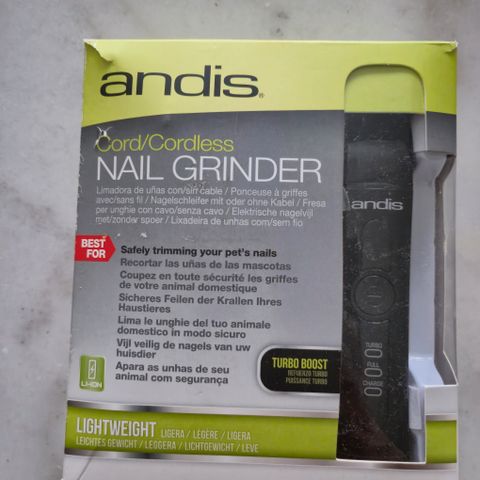 andis®
Cord/Cordless
NAIL GRINDER
Limadora de uñas con/sin cable / Ponceuse à griffes
avec/sans fil / Nagelschleifer mit oder ohne Kabel / Fresa
per unghie con cavo/senza cavo / Elektrische nagelvijl
met/zonder spoer / Lixadeira de unhas com/sem fio
BEST
FOR
Safely trimming your pet's nails
Recortar las uñas de las mascotas
Coupez en toute sécurité les griffes
de votre animal domestique
Sicheres Feilen der Krallen Ihres
Haustieres
Lima le unghie del tuo animale
domestico in modo sicuro
Vijl veilig de nagels van uw
huisdier
Apara as unhas de seu
animal com segurança
LI-ION
TURBO BOOST
REFUERZO TURBO
PUISSANCE TURBO
LIGHTWEIGHT LIGERA / LÉGÈRE / LIGERA
LEICHTES GEWICHT / LEGGERA / LICHTGEWICHT / LEVE
andis
TURBO
FULL
CHARGE